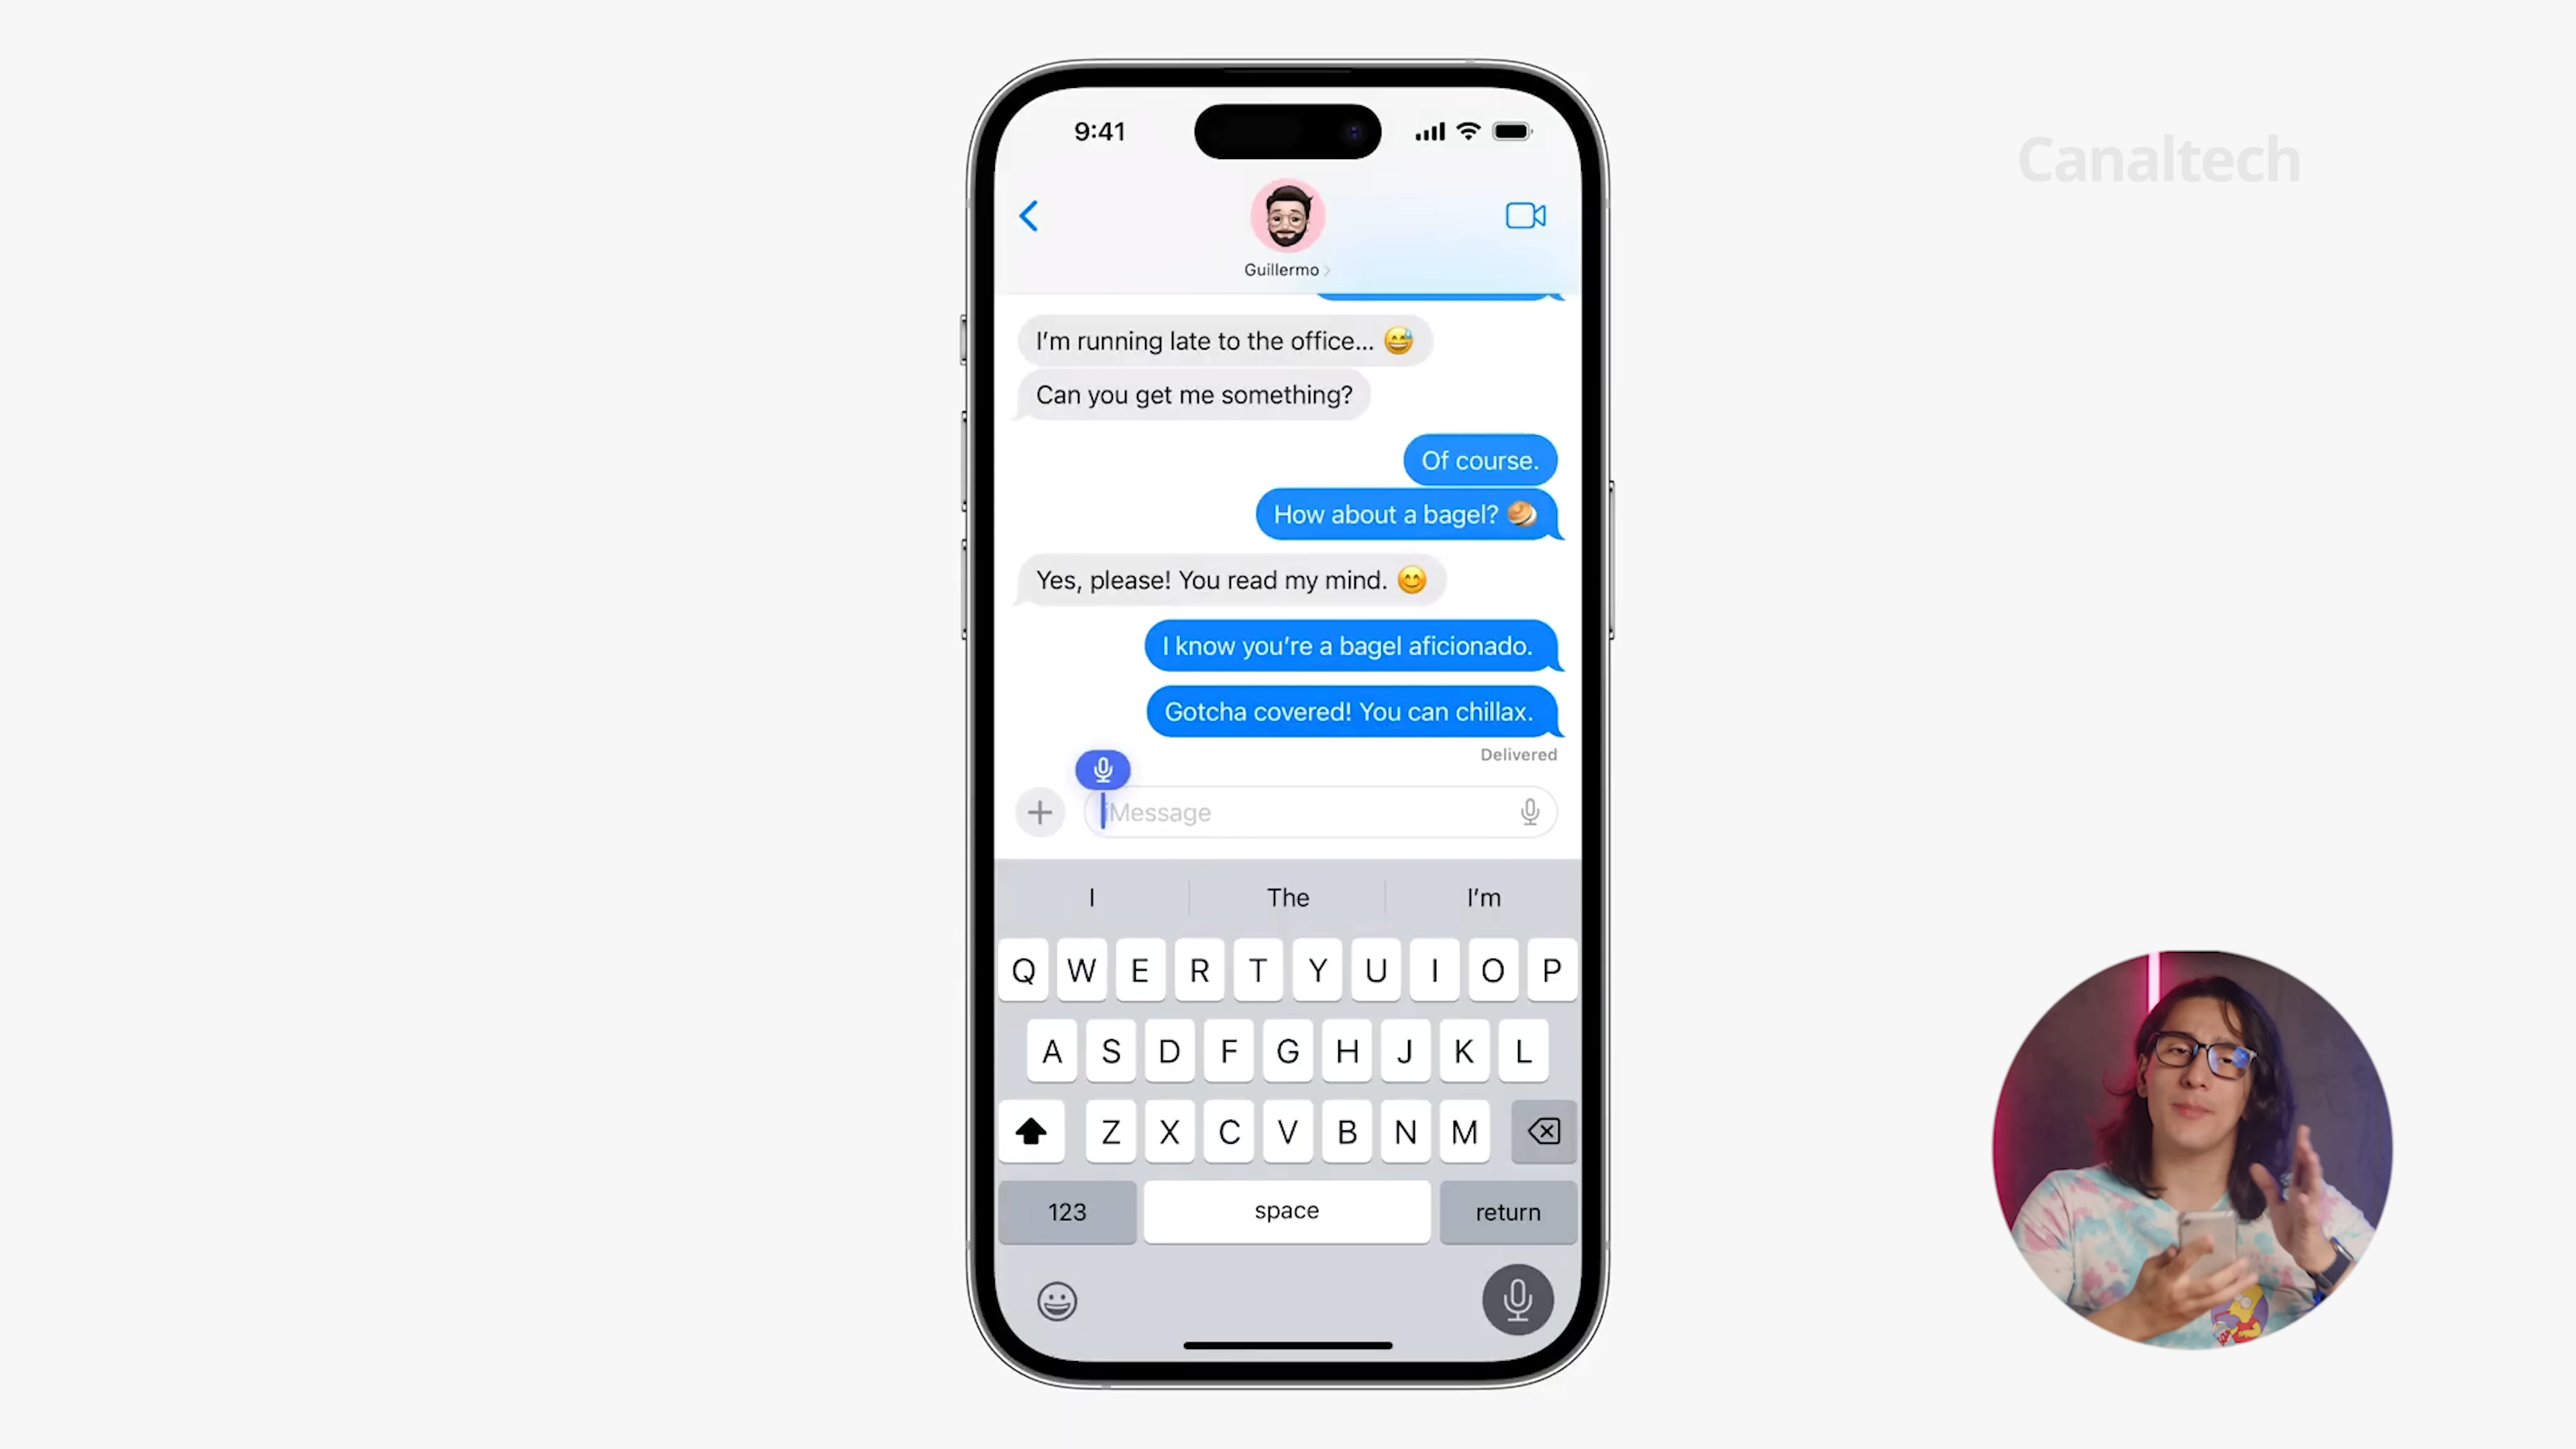 9:41
Canaltech
Guillermo
I’m running late to the office... 😅
Can you get me something?
Of course.
How about a bagel? 🥯
Yes, please! You read my mind. 😊
I know you’re a bagel aficionado.
Gotcha covered! You can chillax.
Delivered
iMessage
I The I’m
Q W E R T Y U I O P
A S D F G H J K L
Z X C V B N M
123 space return